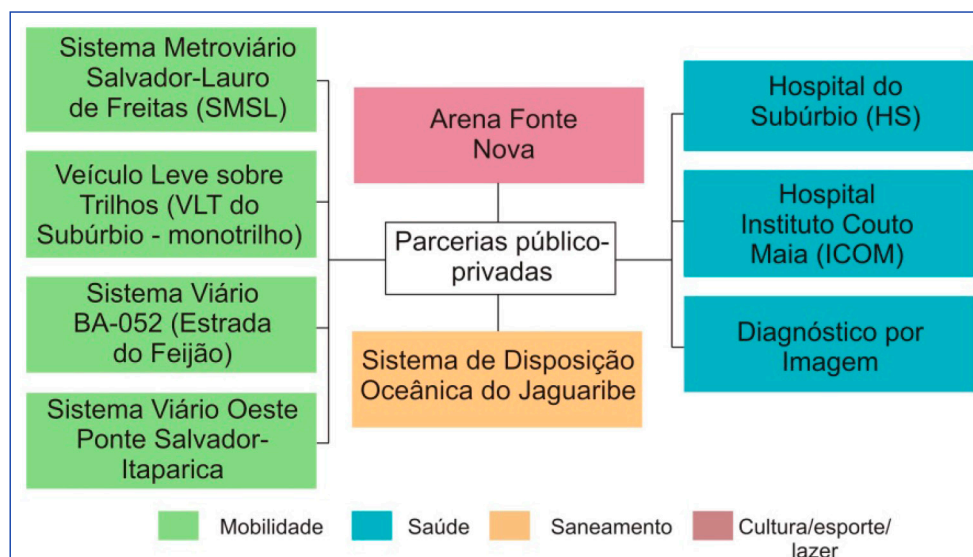 Sistema Metroviário
Salvador-Lauro
de Freitas (SMSL)
Veículo Leve sobre
Trilhos (VLT do
Subúrbio - monotrilho)
Sistema Viário
BA-052 (Estrada
do Feijão)
Sistema Viário Oeste
Ponte Salvador-
Itaparica
Arena Fonte
Nova
Parcerias público-
privadas
Sistema de Disposição
Oceânica do Jaguaribe
Hospital do
Subúrbio (HS)
Hospital
Instituto Couto
Maia (ICOM)
Diagnóstico por
Imagem
Mobilidade
Saúde
Saneamento
Cultura/esporte/
lazer